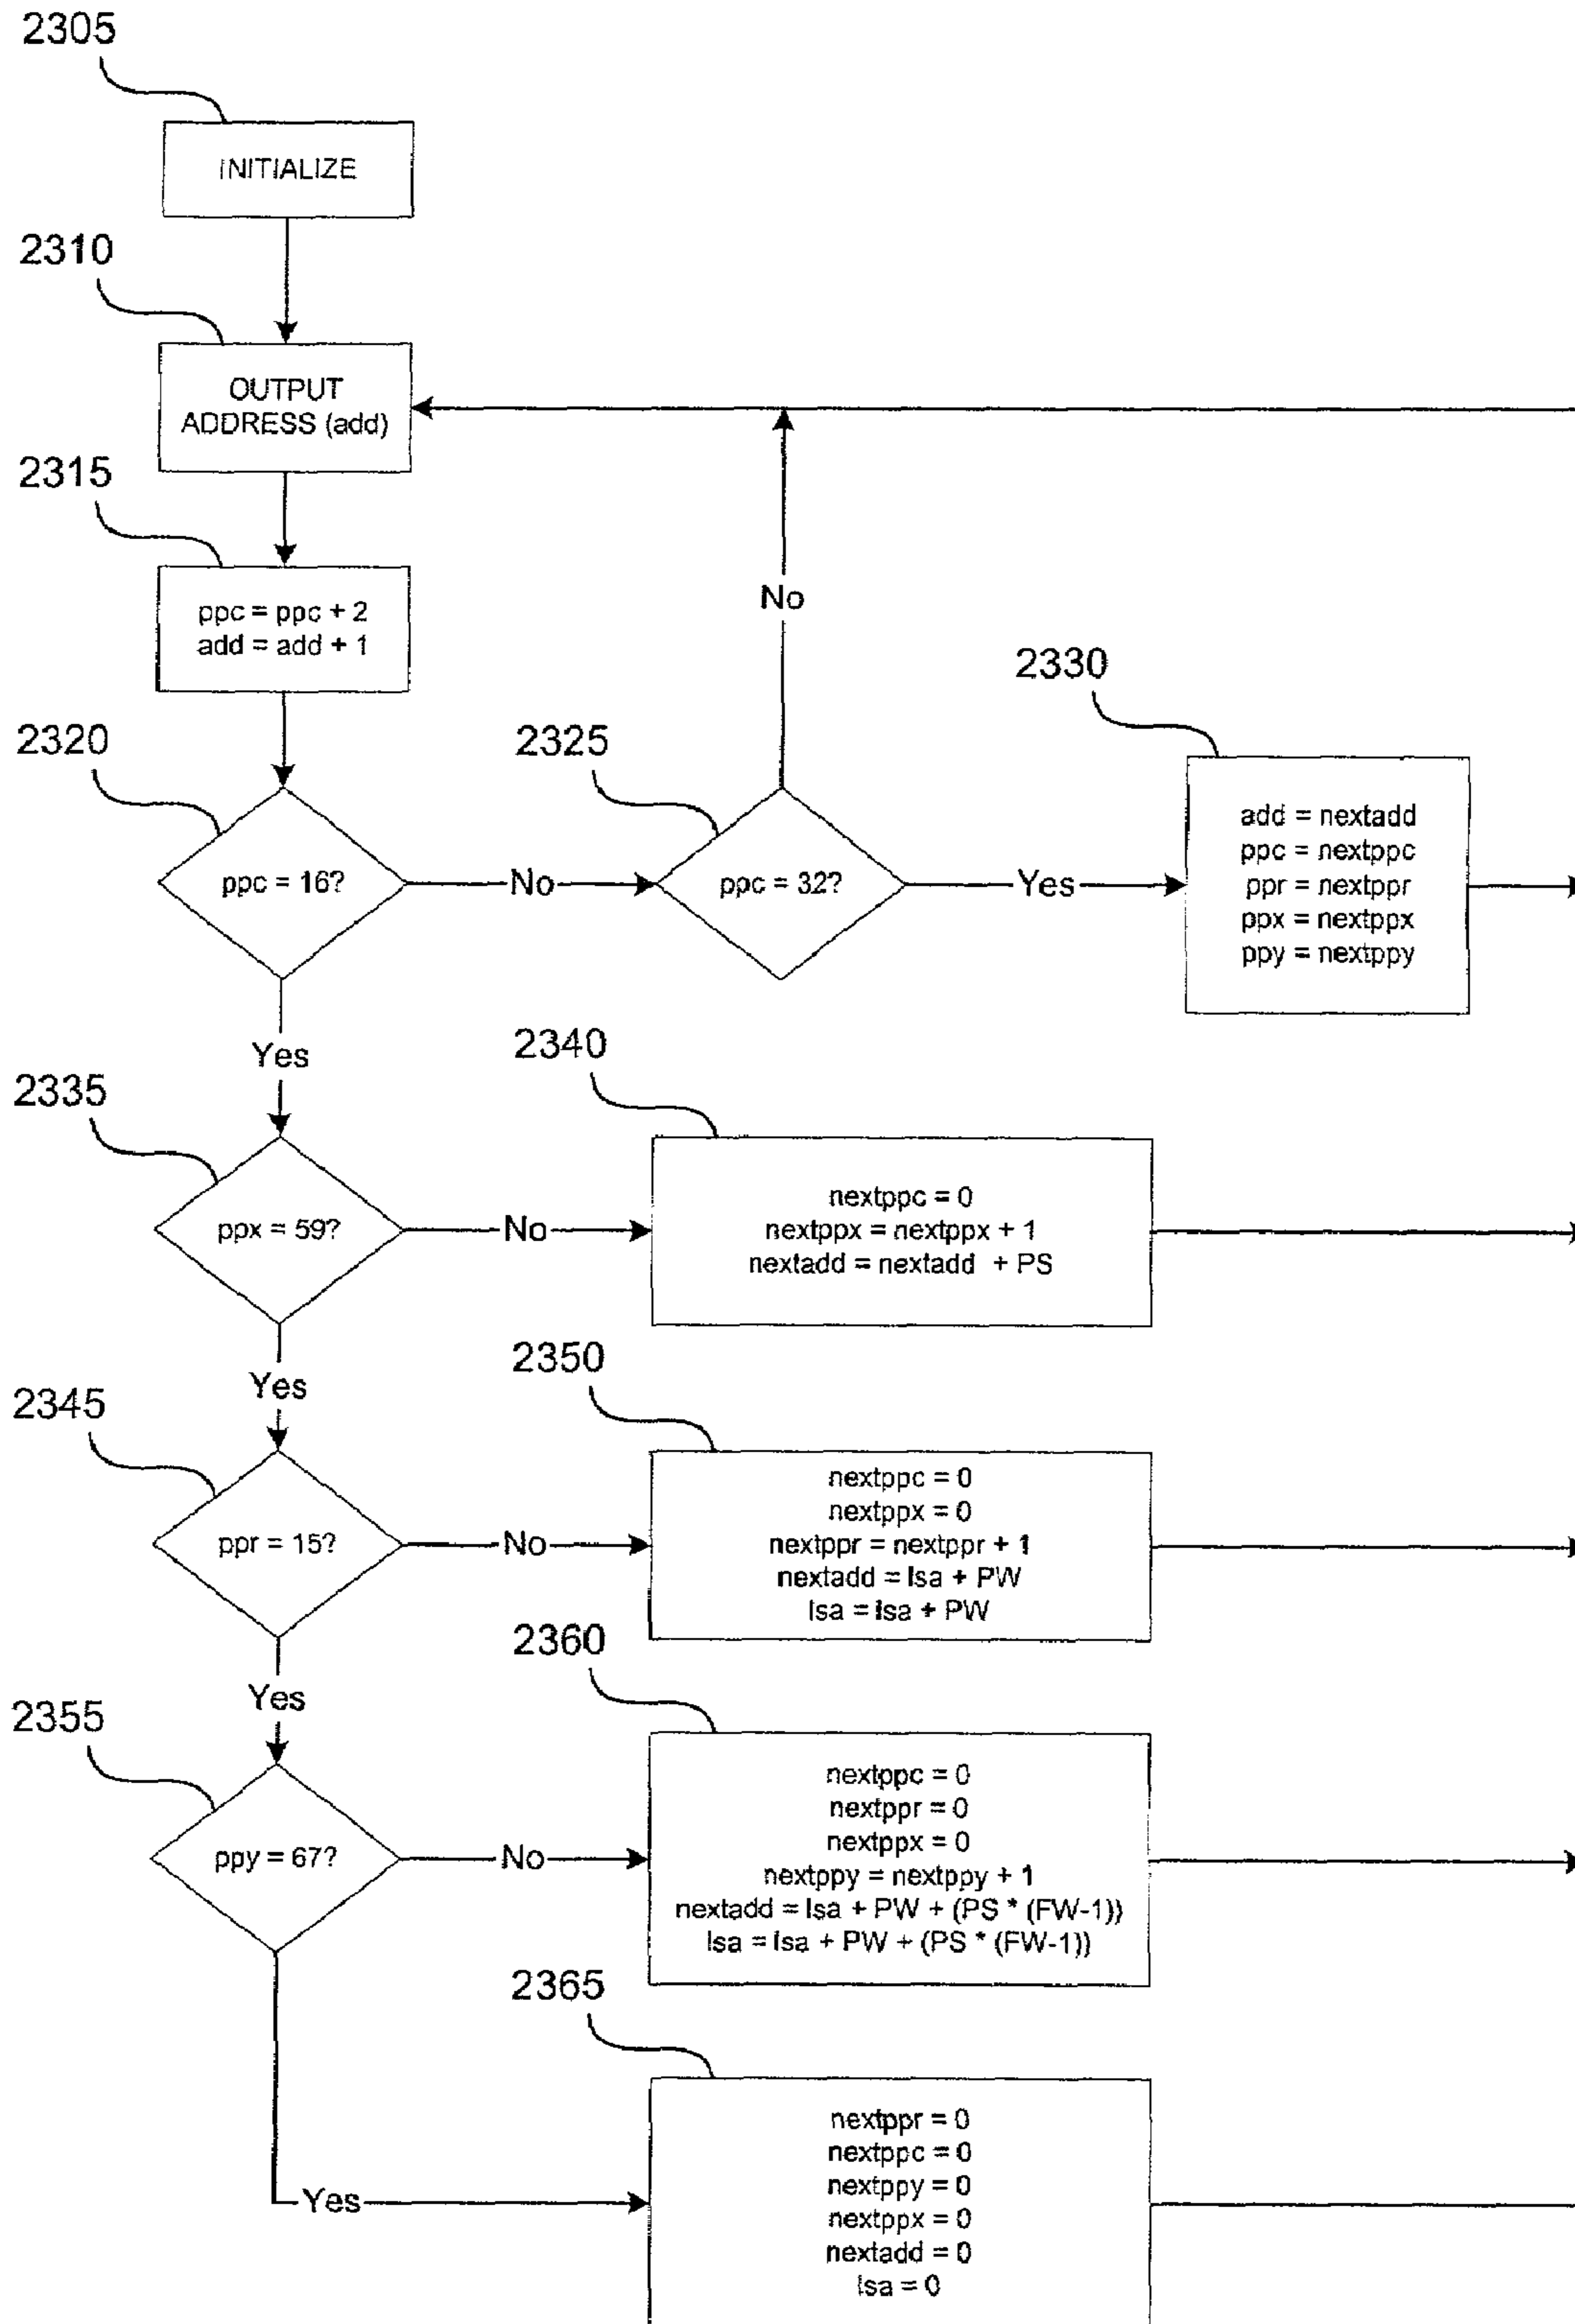 2305
INITIALIZE
2310
OUTPUT
ADDRESS (add)
2315
ppc = ppc + 2
add = add + 1
No
2320
ppc = 16?
No
2325
ppc = 32?
Yes
2330
add = nextadd
ppc = nextppc
ppr = nextppr
ppx = nextppx
ppy = nextppy
Yes
2335
ppx = 59?
No
2340
nextppc = 0
nextppx = nextppx + 1
nextadd = nextadd + PS
Yes
2345
ppr = 15?
No
2350
nextppc = 0
nextppx = 0
nextppr = nextppr + 1
nextadd = lsa + PW
lsa = lsa + PW
Yes
2355
ppy = 67?
No
2360
nextppc = 0
nextppr = 0
nextppx = 0
nextppy = nextppy + 1
nextadd = lsa + PW + (PS * (FW-1))
lsa = lsa + PW + (PS * (FW-1))
Yes
2365
nextppr = 0
nextppc = 0
nextppy = 0
nextppx = 0
nextadd = 0
lsa = 0